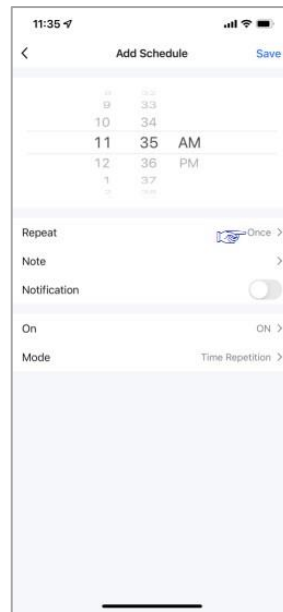 11:35
Add Schedule Save
9 33
10 34
11 35 AM
12 36 PM
1 37
Repeat Once
Note
Notification
On ON
Mode Time Repetition